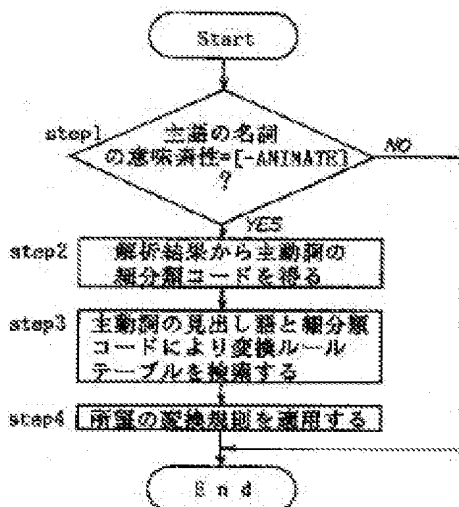 Start
step1
主語の名詞
の意味素性=[-ANIMATE]
?
NO
YES
step2
解析結果から主動詞の
細分類コードを得る
step3
主動詞の見出し語と細分類
コードにより変換ルール
テーブルを検索する
step4
所望の変換規則を適用する
End